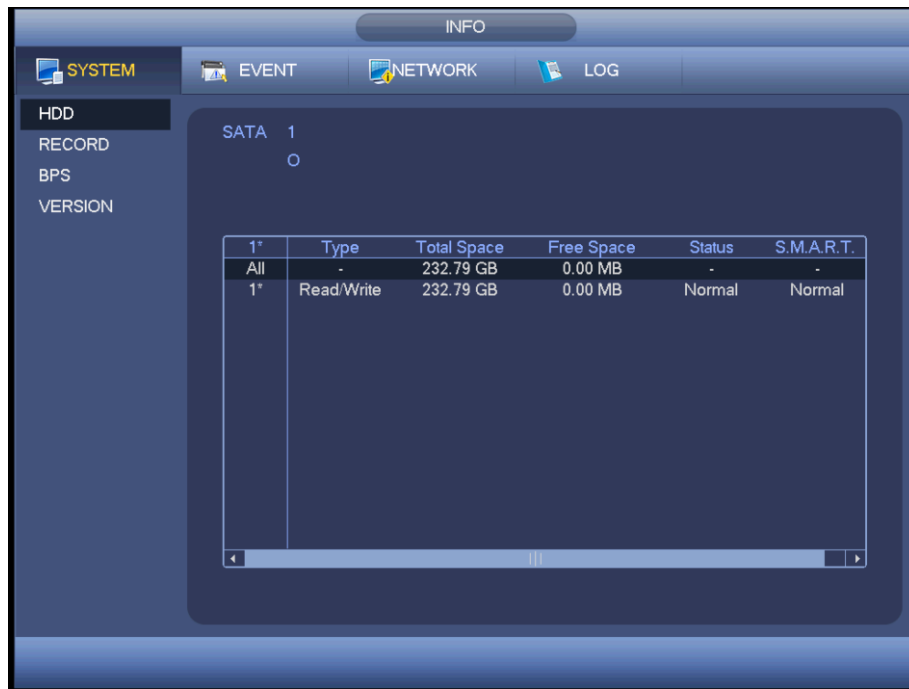 INFO
SYSTEM EVENT NETWORK LOG
HDD
RECORD
BPS
VERSION
SATA 1
O
1* Type Total Space Free Space Status S.M.A.R.T.
All - 232.79 GB 0.00 MB - -
1* Read/Write 232.79 GB 0.00 MB Normal Normal